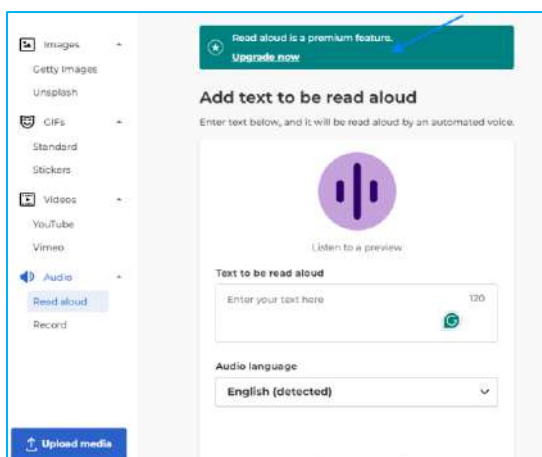 Images
Getty Images
Unsplash
GIFs
Standard
Stickers
Videos
YouTube
Vimeo
Audio
Read aloud
Record
Upload media
Read aloud is a premium feature.
Upgrade now
Add text to be read aloud
Enter text below, and it will be read aloud by an automated voice.
Listen to a preview
Text to be read aloud
Enter your text here 120
Audio language
English (detected)